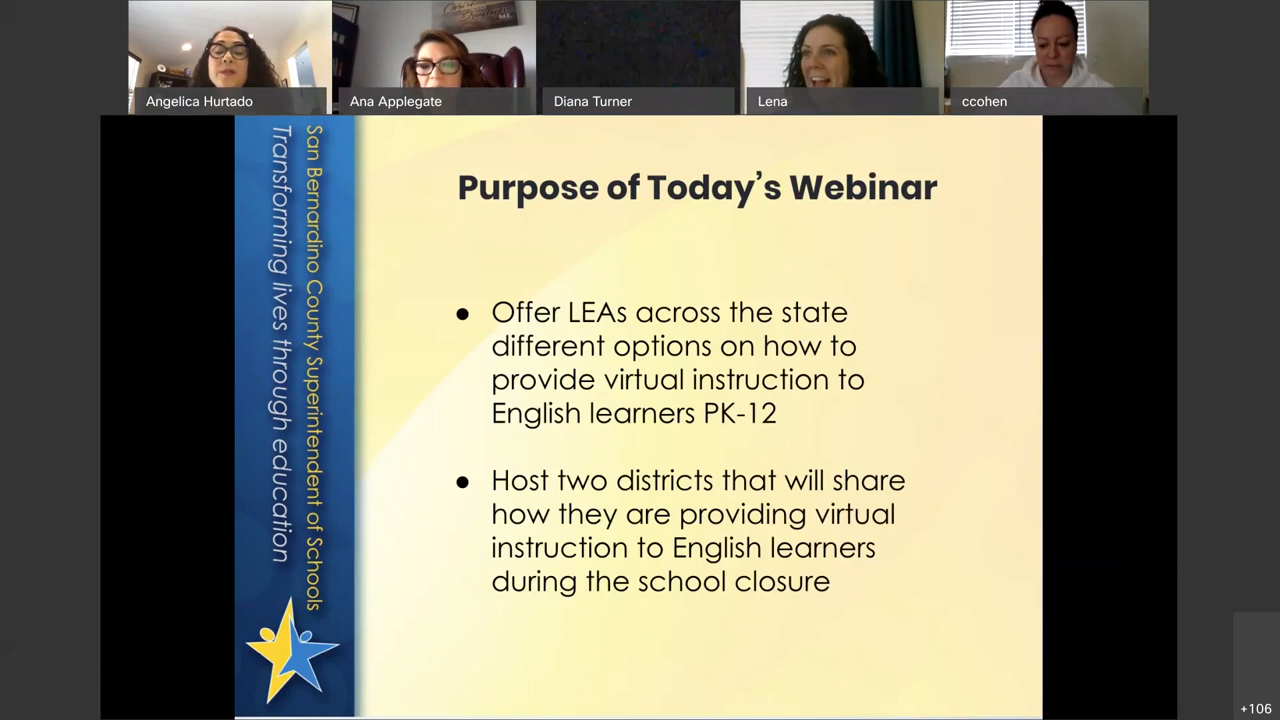 Angelica Hurtado
Ana Applegate
Diana Turner
Lena
ccohen
San Bernardino County Superintendent of Schools
Transforming lives through education
Purpose of Today’s Webinar
● Offer LEAs across the state
different options on how to
provide virtual instruction to
English learners PK-12
● Host two districts that will share
how they are providing virtual
instruction to English learners
during the school closure
+106